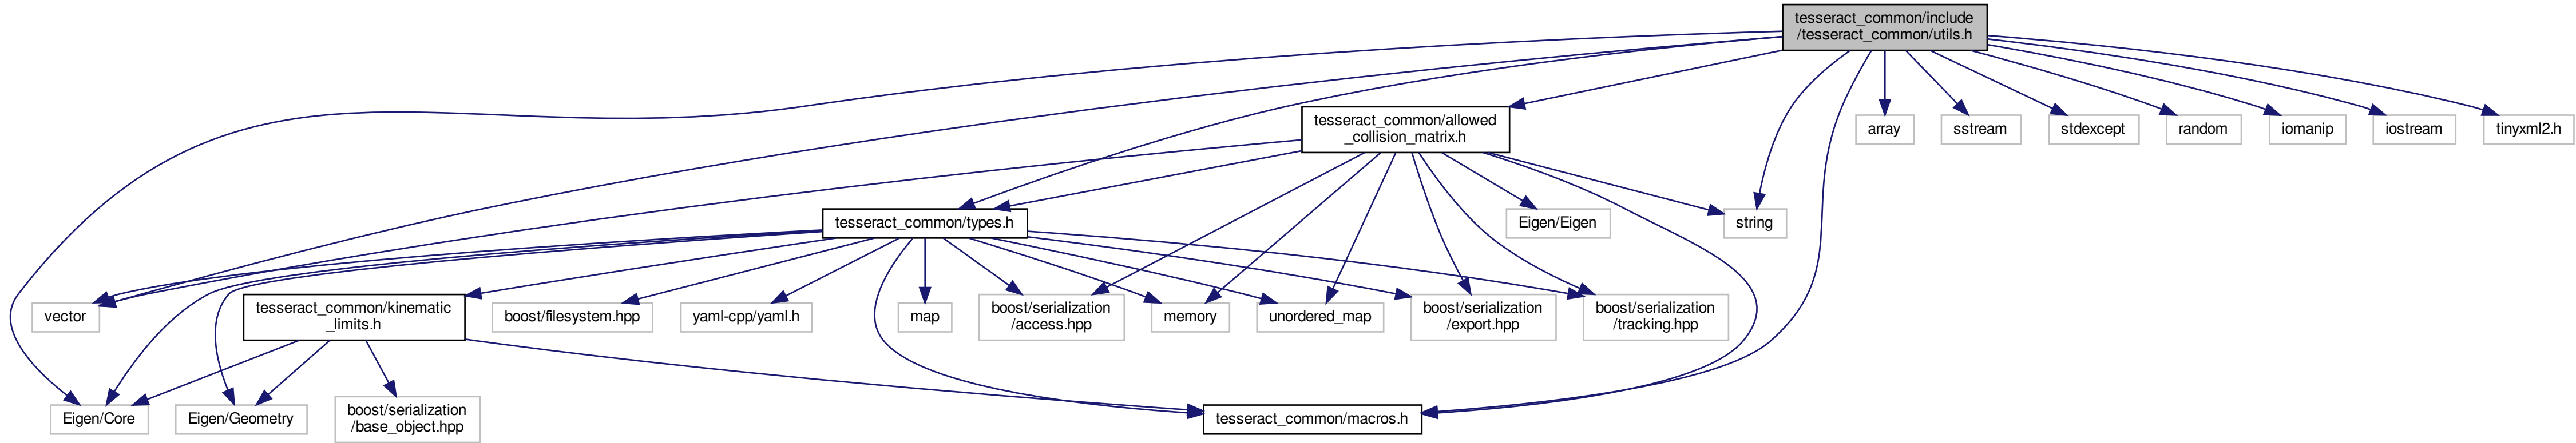 tesseract_common/include
/tesseract_common/utils.h
tesseract_common/allowed
_collision_matrix.h
array
sstream
stdexcept
random
iomanip
iostream
tinyxml2.h
tesseract_common/types.h
Eigen/Eigen
string
vector
tesseract_common/kinematic
_limits.h
boost/filesystem.hpp
yaml-cpp/yaml.h
map
boost/serialization
/access.hpp
memory
unordered_map
boost/serialization
/export.hpp
boost/serialization
/tracking.hpp
Eigen/Core
Eigen/Geometry
boost/serialization
/base_object.hpp
tesseract_common/macros.h